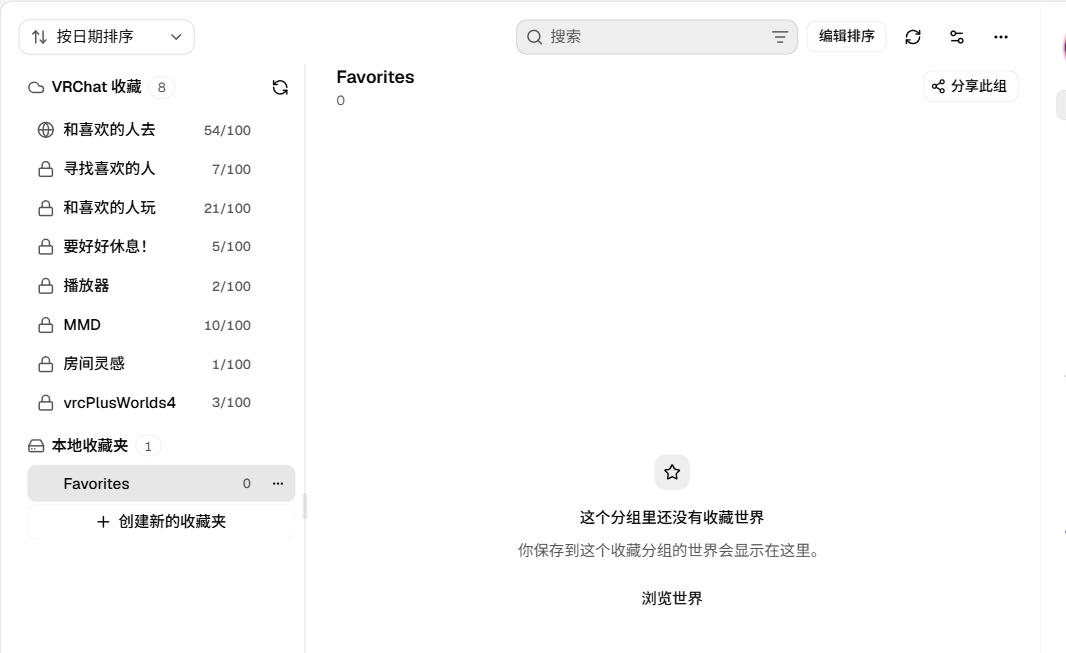 按日期排序
搜索
编辑排序
VRChat 收藏 8
和喜欢的人去 54/100
寻找喜欢的人 7/100
和喜欢的人玩 21/100
要好好休息！ 5/100
播放器 2/100
MMD 10/100
房间灵感 1/100
vrcPlusWorlds4 3/100
本地收藏夹 1
Favorites 0
创建新的收藏夹
Favorites
0
分享此组
这个分组里还没有收藏世界
你保存到这个收藏分组的世界会显示在这里。
浏览世界